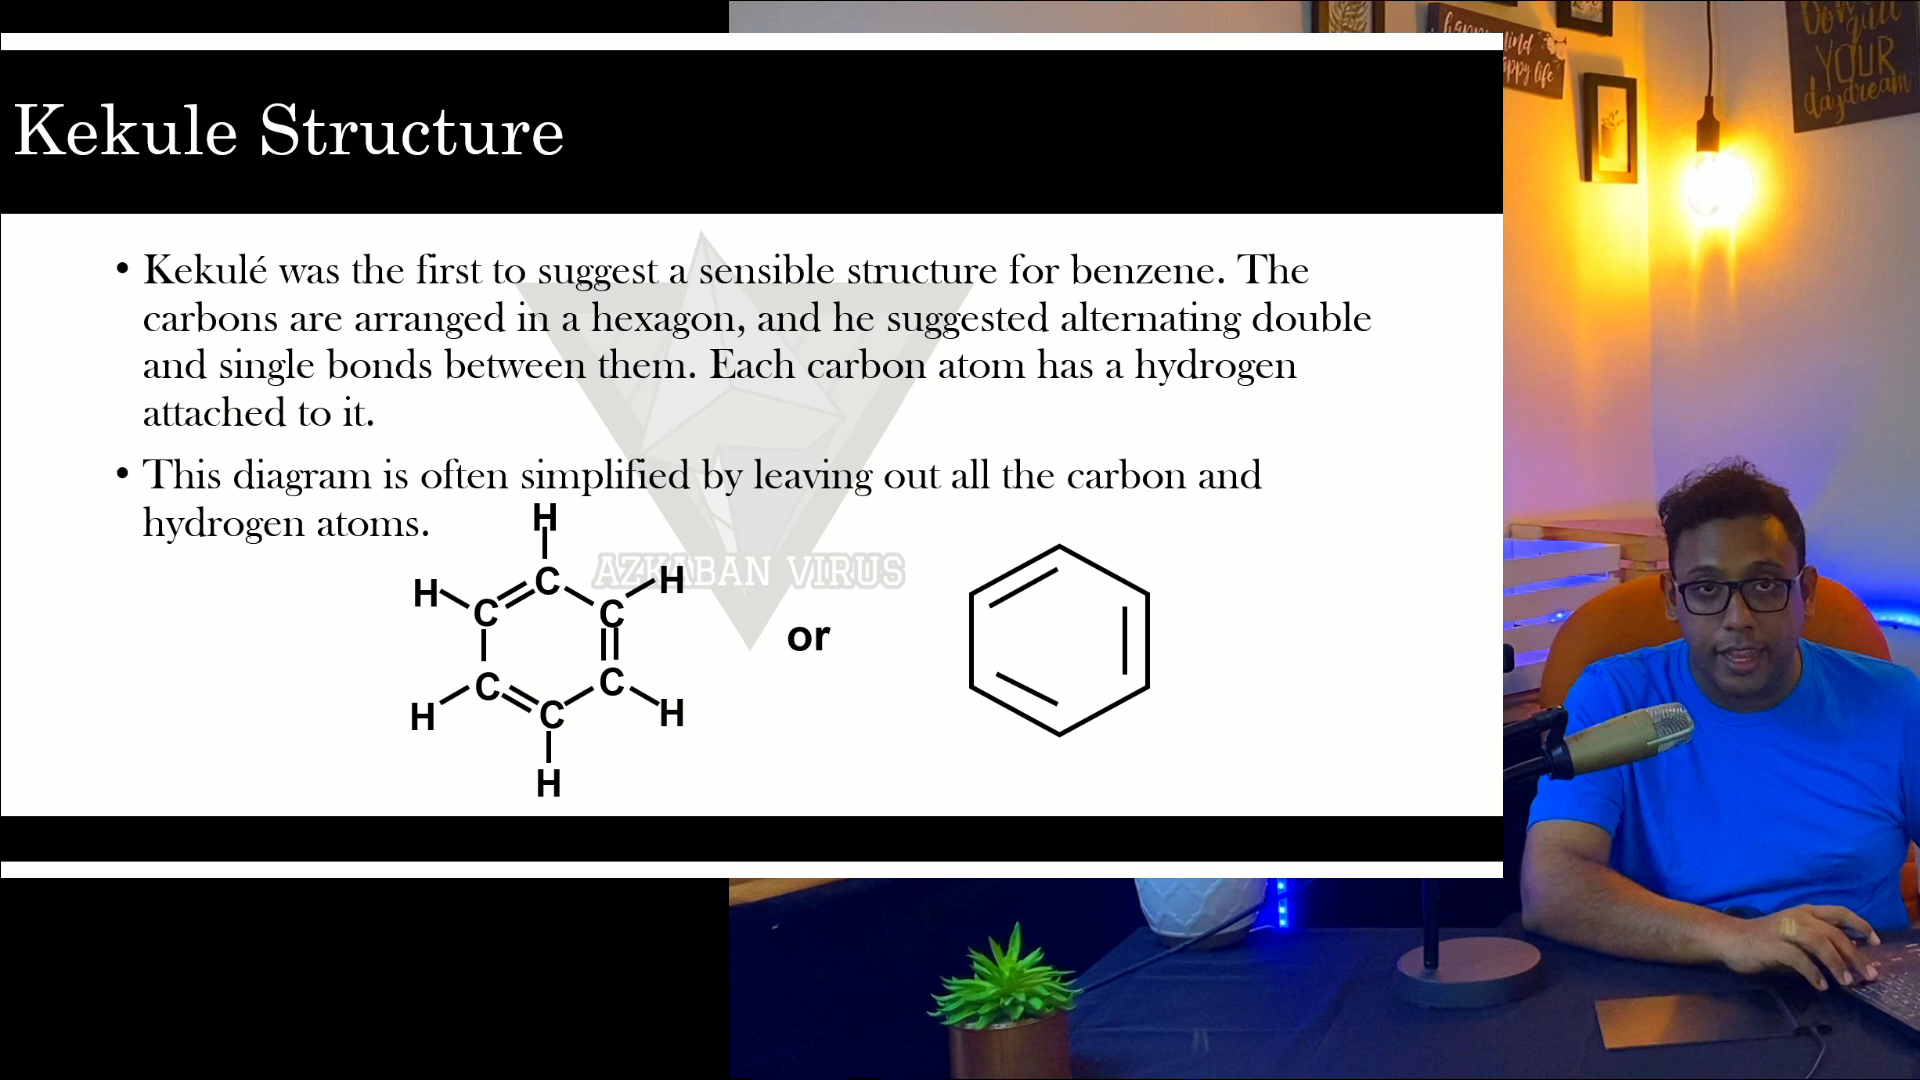 Kekule Structure
• Kekulé was the first to suggest a sensible structure for benzene. The
carbons are arranged in a hexagon, and he suggested alternating double
and single bonds between them. Each carbon atom has a hydrogen
attached to it.
• This diagram is often simplified by leaving out all the carbon and
hydrogen atoms.
H
H C C C H
or
H C C C H
H
AZKABAN VIRUS
happy life
YOUR
daydream